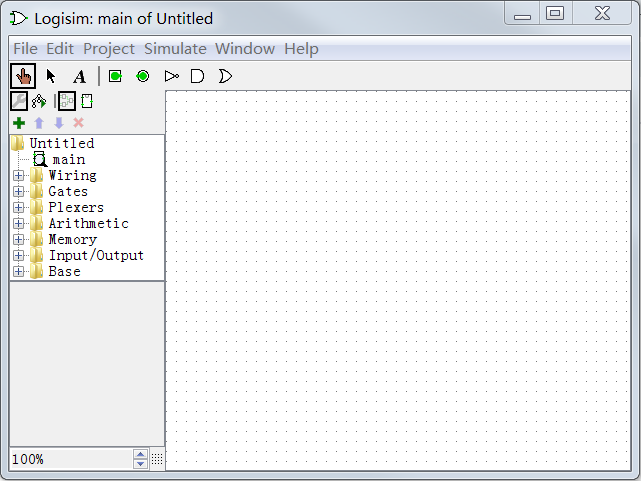 Logisim: main of Untitled
File Edit Project Simulate Window Help
A
Untitled
main
Wiring
Gates
Plexers
Arithmetic
Memory
Input/Output
Base
100%